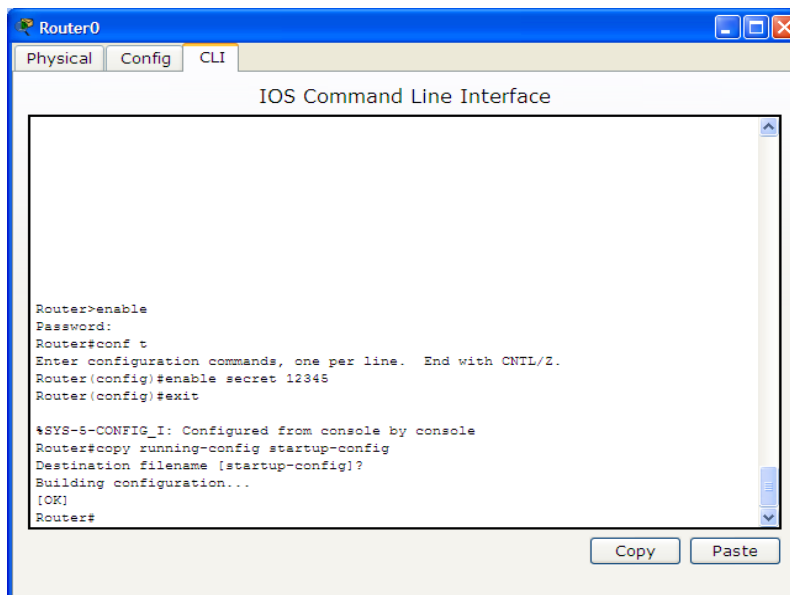 Router0
Physical Config CLI
IOS Command Line Interface
Router>enable
Password:
Router#conf t
Enter configuration commands, one per line.  End with CNTL/Z.
Router(config)#enable secret 12345
Router(config)#exit
%SYS-5-CONFIG_I: Configured from console by console
Router#copy running-config startup-config
Destination filename [startup-config]?
Building configuration...
[OK]
Router#
Copy Paste